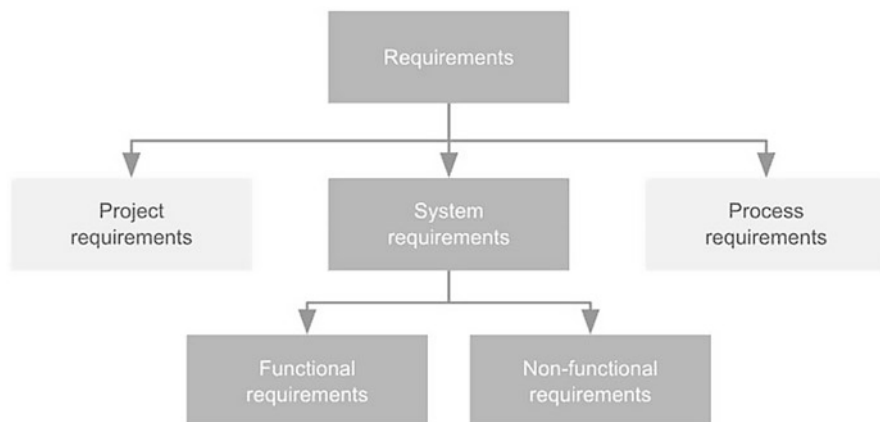 Requirements
Project
requirements
System
requirements
Process
requirements
Functional
requirements
Non-functional
requirements